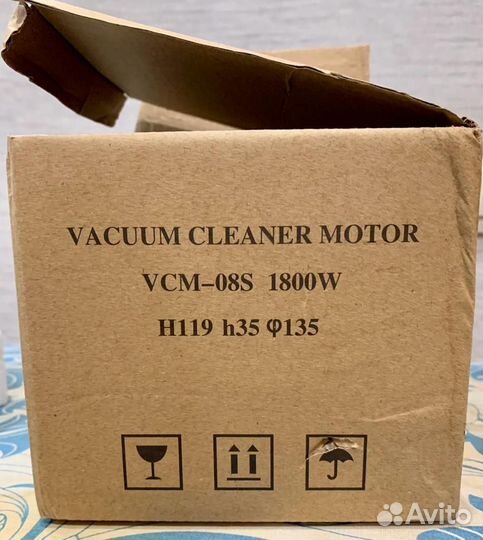 VACUUM CLEANER MOTOR
VCM-08S 1800W
H119 h35 φ135
Avito